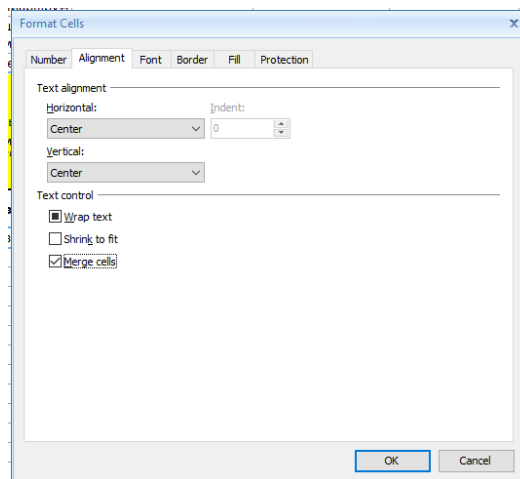 Format Cells
Number Alignment Font Border Fill Protection
Text alignment
Horizontal: Indent:
Center 0
Vertical:
Center
Text control
Wrap text
Shrink to fit
Merge cells
OK Cancel